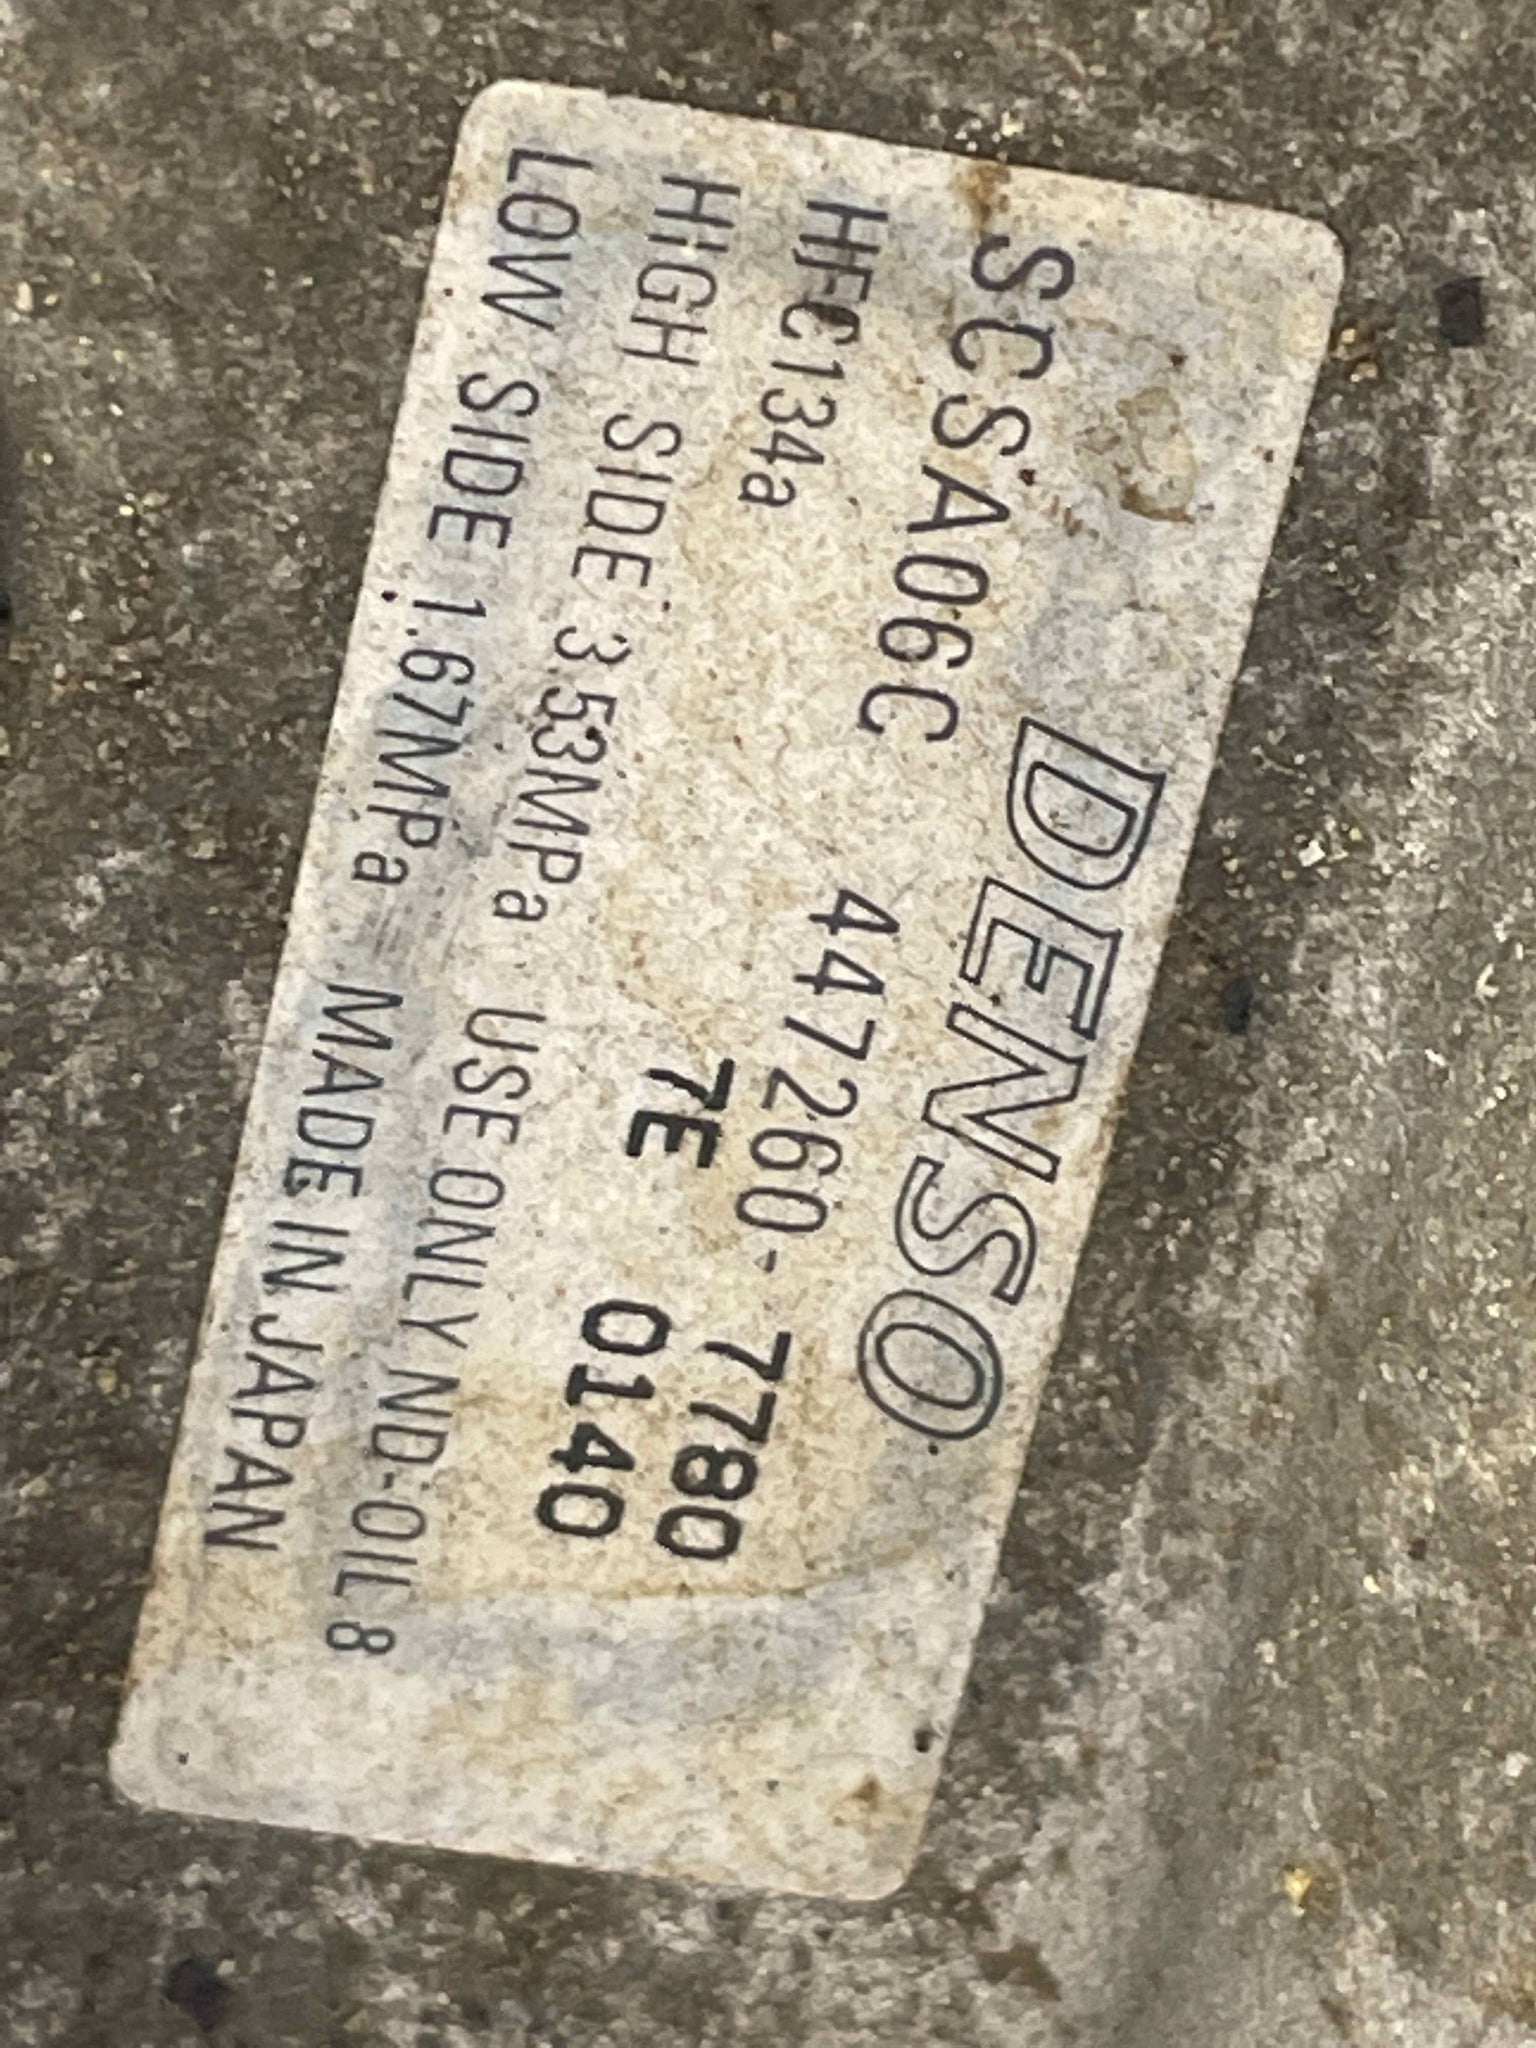 DENSO
SCSA06C 447260-7780
HFC134a 7E 0140
HIGH SIDE 3.53MPa USE ONLY ND-OIL 8
LOW SIDE 1.67MPa MADE IN JAPAN